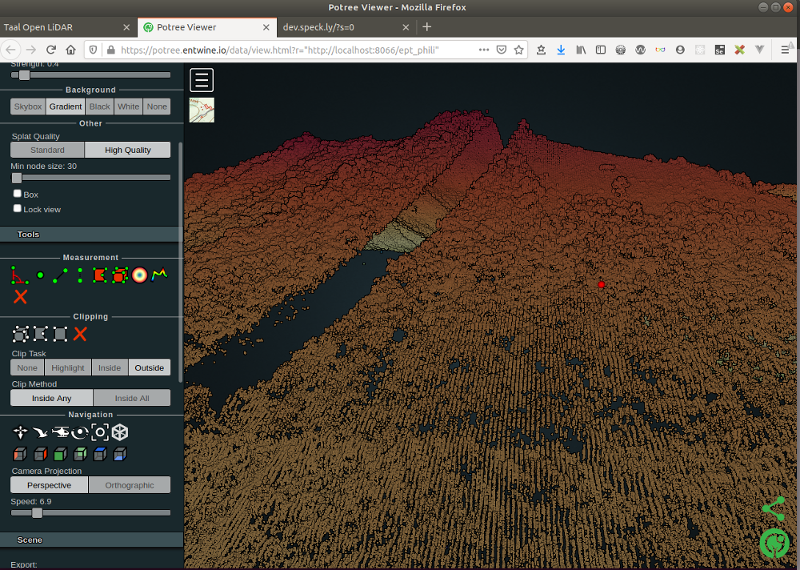 Potree Viewer - Mozilla Firefox
Taal Open LiDAR
Potree Viewer
dev.speck.ly/?s=0
https://potree.entwine.io/data/view.html?r="http://localhost:8066/ept_phil/"
Strength: 0.4
Background
Skybox Gradient Black White None
Other
Splat Quality
Standard High Quality
Min node size: 30
Box
Lock view
Tools
Measurement
Clipping
Clip Task
None Highlight Inside Outside
Clip Method
Inside Any Inside All
Navigation
Camera Projection
Perspective Orthographic
Speed: 6.9
Scene
Export: